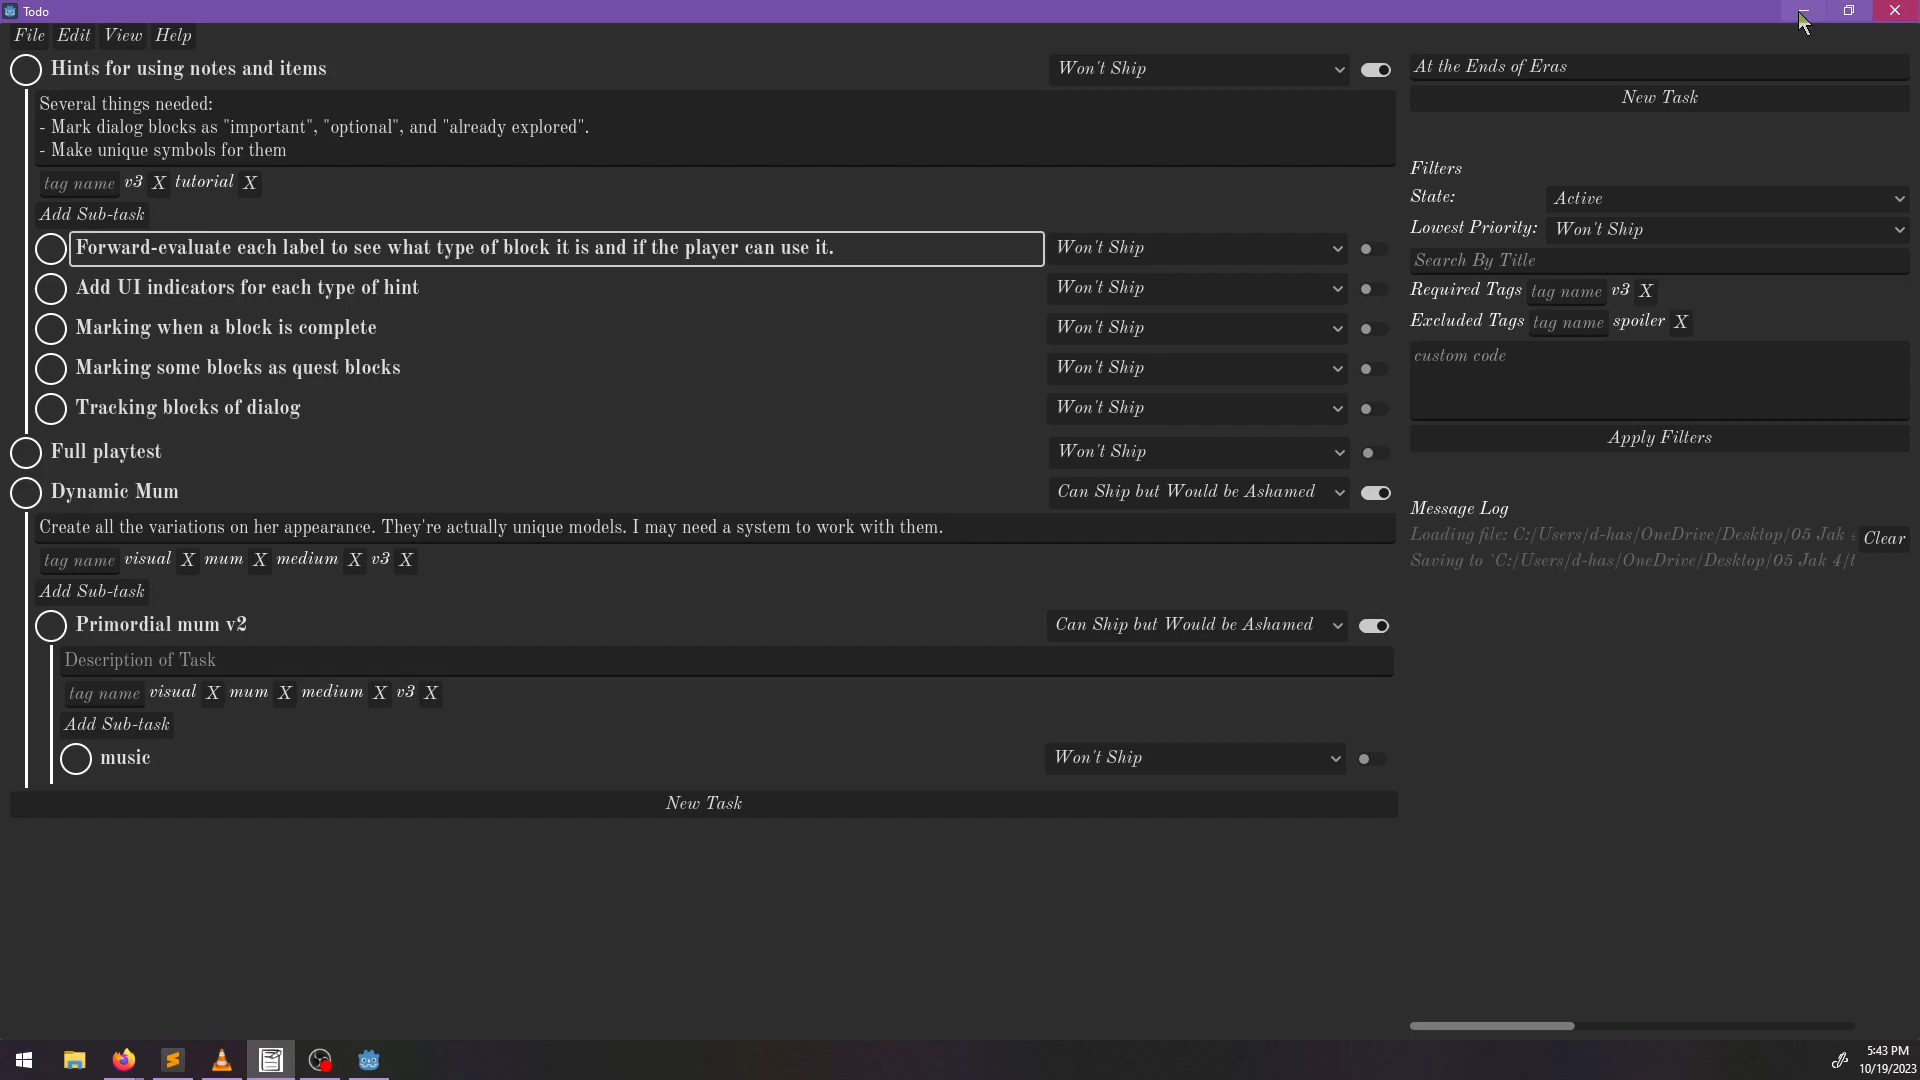 Todo
File Edit View Help
Hints for using notes and items
Won't Ship
Several things needed:
- Mark dialog blocks as "important", "optional", and "already explored".
- Make unique symbols for them
tag name v3 X tutorial X
Add Sub-task
Forward-evaluate each label to see what type of block it is and if the player can use it.
Won't Ship
Add UI indicators for each type of hint
Won't Ship
Marking when a block is complete
Won't Ship
Marking some blocks as quest blocks
Won't Ship
Tracking blocks of dialog
Won't Ship
Full playtest
Won't Ship
Dynamic Mum
Can Ship but Would be Ashamed
Create all the variations on her appearance. They're actually unique models. I may need a system to work with them.
tag name visual X mum X medium X v3 X
Add Sub-task
Primordial mum v2
Can Ship but Would be Ashamed
Description of Task
tag name visual X mum X medium X v3 X
Add Sub-task
music
Won't Ship
New Task
At the Ends of Eras
New Task
Filters
State: Active
Lowest Priority: Won't Ship
Search By Title
Required Tags tag name v3 X
Excluded Tags tag name spoiler X
custom code
Apply Filters
Message Log
Loading file: C:/Users/d-has/OneDrive/Desktop/05 Jak 4
Clear
Saving to `C:/Users/d-has/OneDrive/Desktop/05 Jak 4/t
5:43 PM
10/19/2023